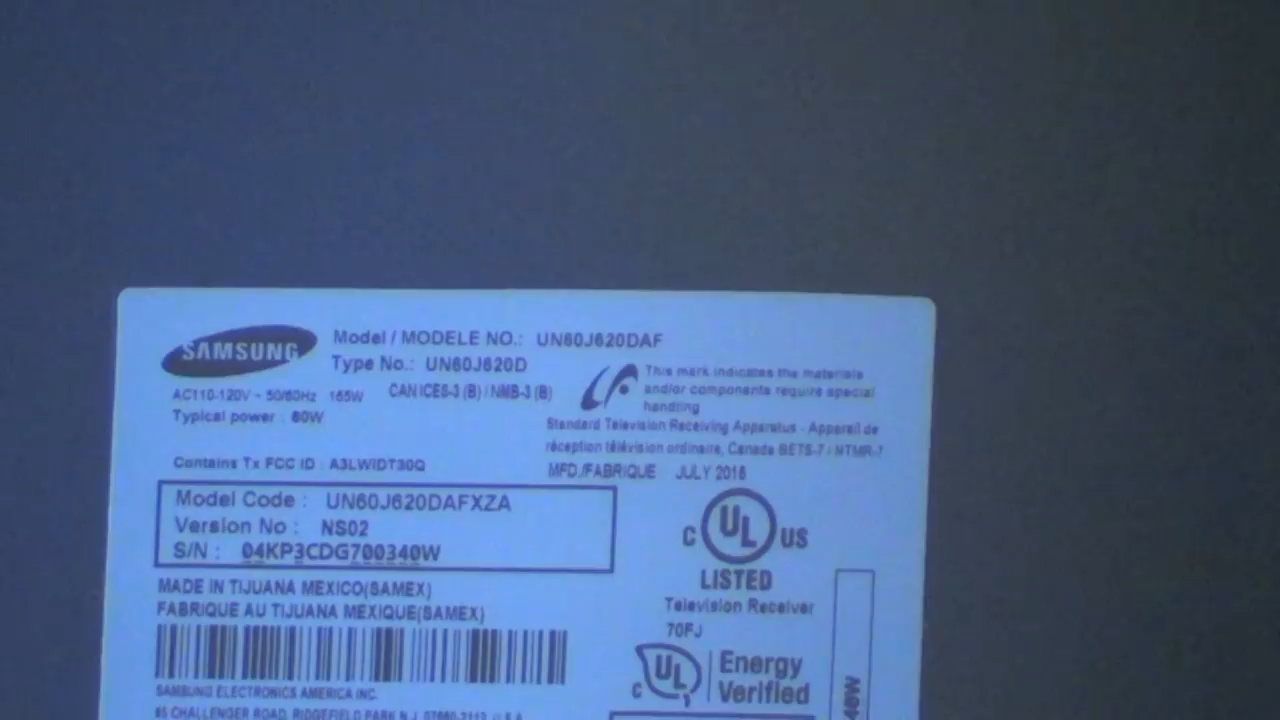 SAMSUNG
Model / MODELE NO.: UN60J620DAF
Type No.: UN60J620D
AC110-120V ~ 50/60Hz 165W
CAN ICES-3 (B) / NMB-3 (B)
Typical power : 80W
This mark indicates the materials
and/or components require special
handling
Standard Television Receiving Apparatus - Appareil de
réception télévision ordinaire, Canada BETS-7 / NTMR-7
Contains Tx FCC ID : A3LWIDT30Q
MFD./FABRIQUE JULY
Model Code : UN60J620DAFXZA
Version No : NS02
S/N : 04KP3CDG700340W
C UL US
LISTED
Television Receiver
70FJ
MADE IN TIJUANA MEXICO(SAMEX)
FABRIQUE AU TIJUANA MEXIQUE(SAMEX)
C UL Energy
Verified
SAMSUNG ELECTRONICS AMERICA INC.
85 CHALLENGER ROAD, RIDGEFIELD PARK N.J.